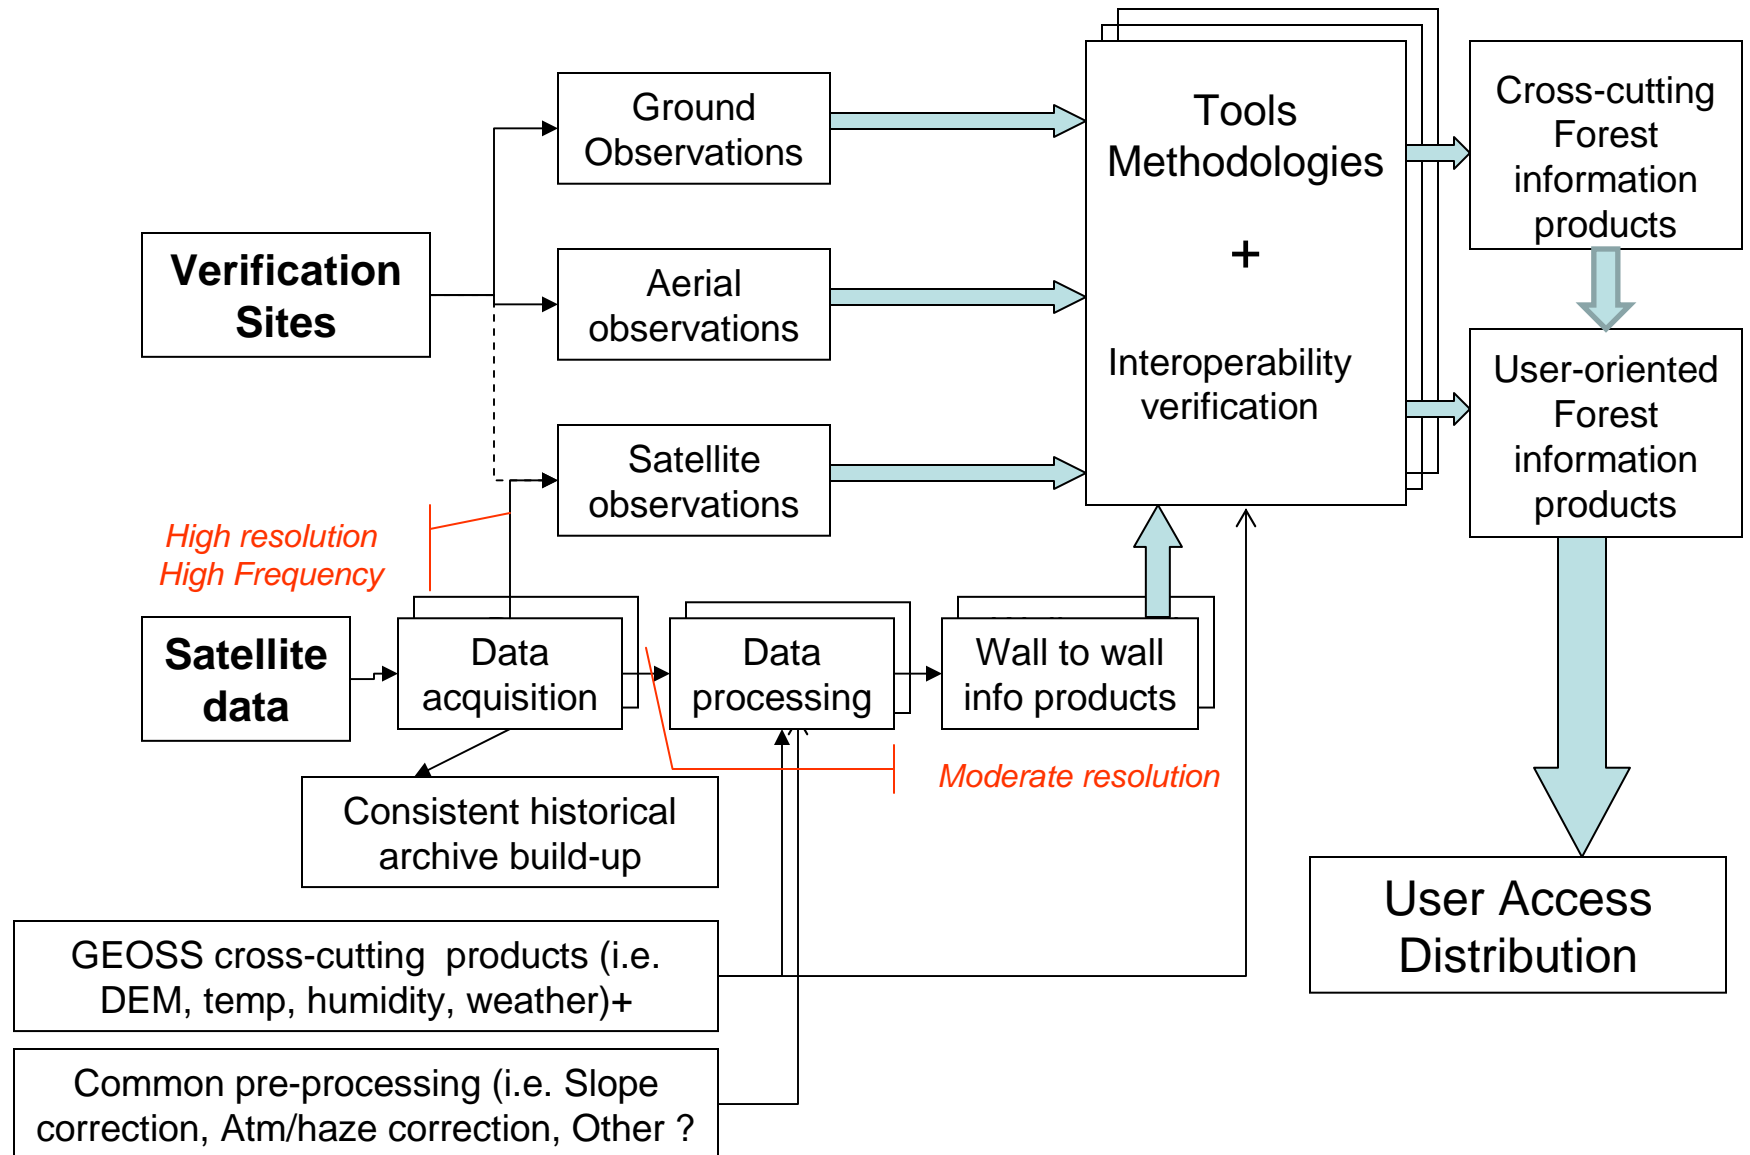 Ground
Observations
Tools
Methodologies
+
Interoperability
verification
Cross-cutting
Forest
information
products
Verification
Sites
Aerial
observations
User-oriented
Forest
information
products
Satellite
observations
High resolution
High Frequency
Satellite
data
Data
acquisition
Data
processing
Wall to wall
info products
Moderate resolution
Consistent historical
archive build-up
User Access
Distribution
GEOSS cross-cutting  products (i.e.
DEM, temp, humidity, weather)+
Common pre-processing (i.e. Slope
correction, Atm/haze correction, Other ?